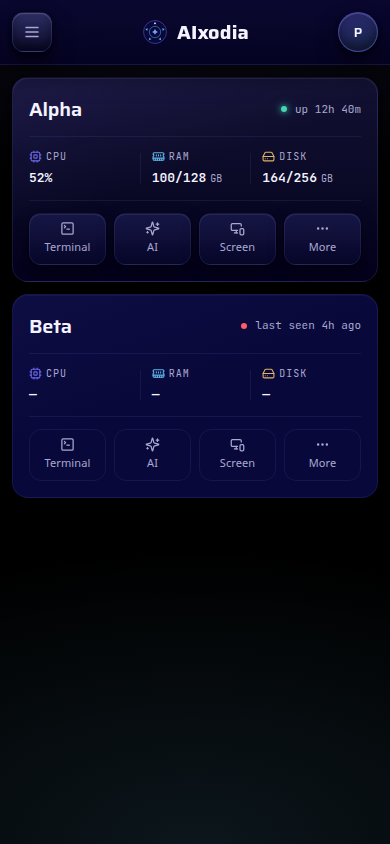 AIxodia
P
Alpha
up 12h 40m
CPU
RAM
DISK
52%
100/128 GB
164/256 GB
Terminal
AI
Screen
More
Beta
last seen 4h ago
CPU
RAM
DISK
—
—
—
Terminal
AI
Screen
More